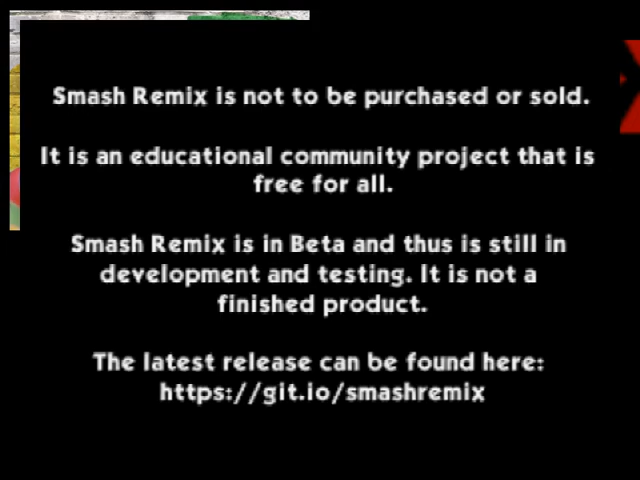 Smash Remix is not to be purchased or sold.
It is an educational community project that is
free for all.
Smash Remix is in Beta and thus is still in
development and testing. It is not a
finished product.
The latest release can be found here:
https://git.io/smashremix